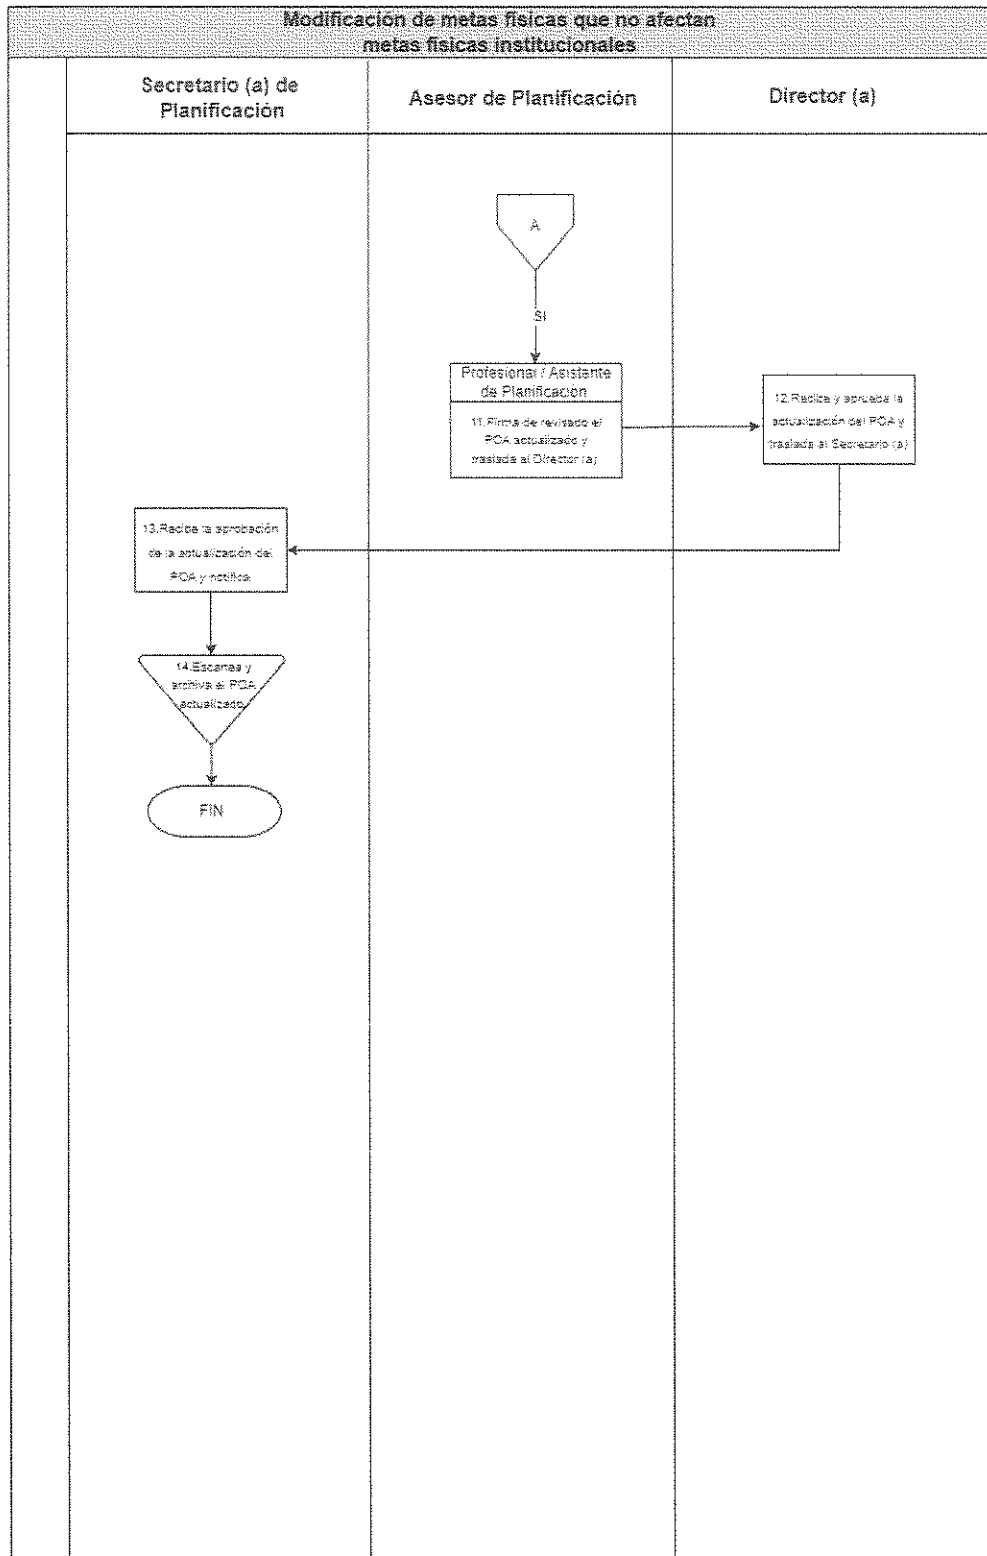 Modificación de metas físicas que no afectan
metas físicas institucionales
Secretario (a) de
Planificación
Asesor de Planificación
Director (a)
A
SI
Profesional / Asistente
de Planificación
11.Firma de revisado el
POA actualizado y
traslada al Director (a)
12.Recibe y aprueba la
actualización del POA y
traslada al Secretario (a)
13.Recibe la aprobación
de la actualización del
POA y notifica
14.Escanea y
archiva el POA
actualizado
FIN